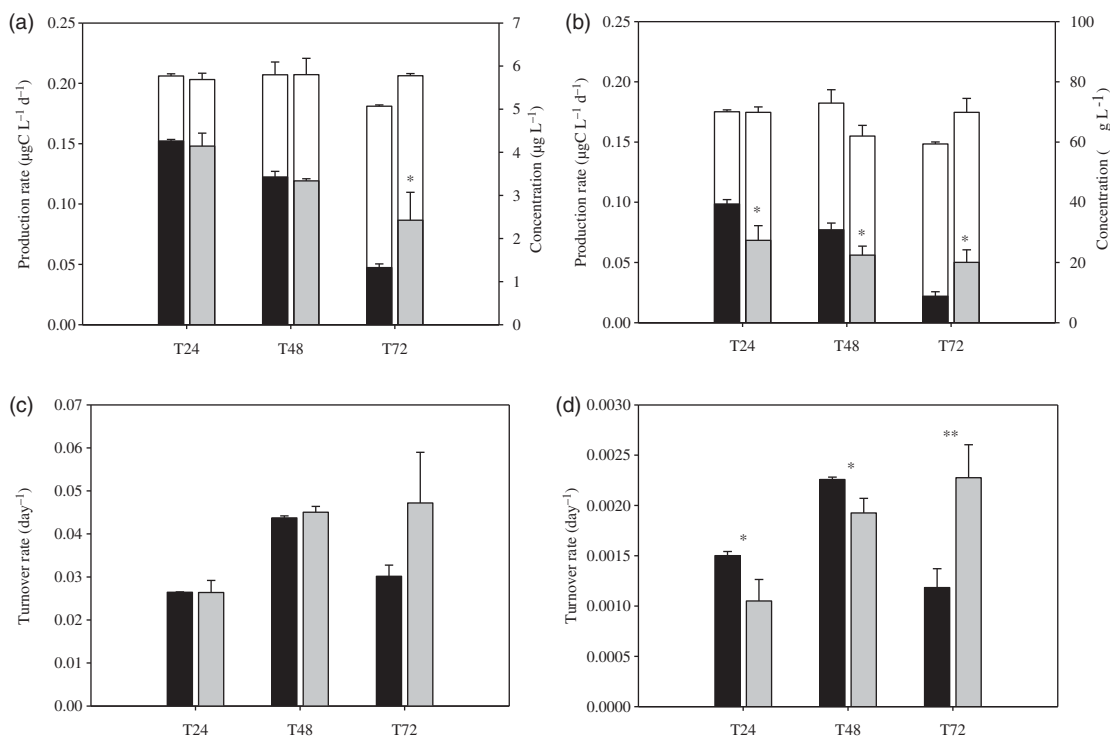 (a)
0.25
0.20
0.15
0.10
0.05
0.00
Production rate (µgC L⁻¹ d⁻¹)
7
6
5
4
3
2
1
0
Concentration (µg L⁻¹)
*
T24 T48 T72
(b)
0.25
0.20
0.15
0.10
0.05
0.00
Production rate (µgC L⁻¹ d⁻¹)
100
80
60
40
20
0
Concentration ( g L⁻¹)
* * *
T24 T48 T72
(c)
0.07
0.06
0.05
0.04
0.03
0.02
0.01
0.00
Turnover rate (day⁻¹)
T24 T48 T72
(d)
0.0030
0.0025
0.0020
0.0015
0.0010
0.0005
0.0000
Turnover rate (day⁻¹)
* * **
T24 T48 T72